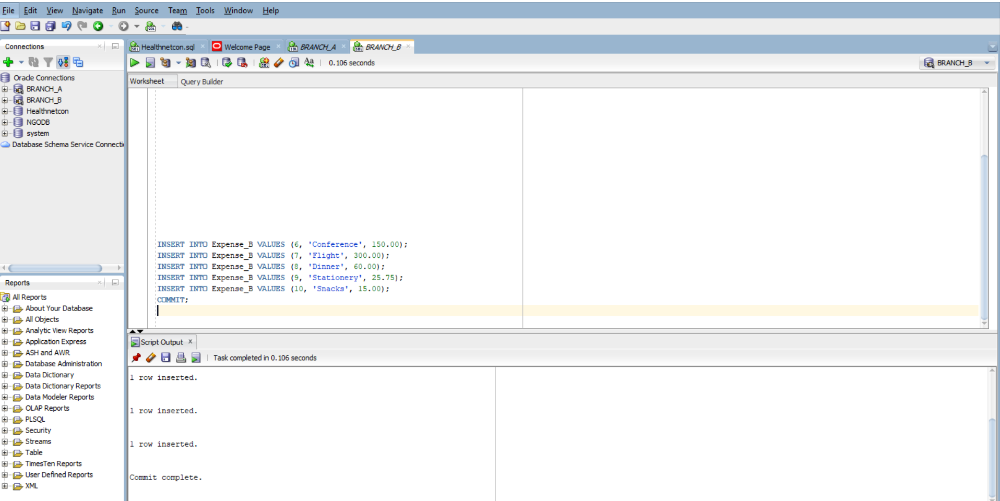 File Edit View Navigate Run Source Team Tools Window Help
Connections
Oracle Connections
BRANCH_A
BRANCH_B
Healthnetcon
NGODB
system
Database Schema Service Connecti
Reports
All Reports
About Your Database
All Objects
Analytic View Reports
Application Express
ASH and AWR
Database Administration
Data Dictionary
Data Dictionary Reports
Data Modeler Reports
OLAP Reports
PLSQL
Security
Streams
Table
TimesTen Reports
User Defined Reports
XML
Healthnetcon.sql Welcome Page BRANCH_A BRANCH_B
0.106 seconds BRANCH_B
Worksheet Query Builder
INSERT INTO Expense_B VALUES (6, 'Conference', 150.00);
INSERT INTO Expense_B VALUES (7, 'Flight', 300.00);
INSERT INTO Expense_B VALUES (8, 'Dinner', 60.00);
INSERT INTO Expense_B VALUES (9, 'Stationery', 25.75);
INSERT INTO Expense_B VALUES (10, 'Snacks', 15.00);
COMMIT;
Script Output x
Task completed in 0.106 seconds
1 row inserted.
1 row inserted.
1 row inserted.
Commit complete.